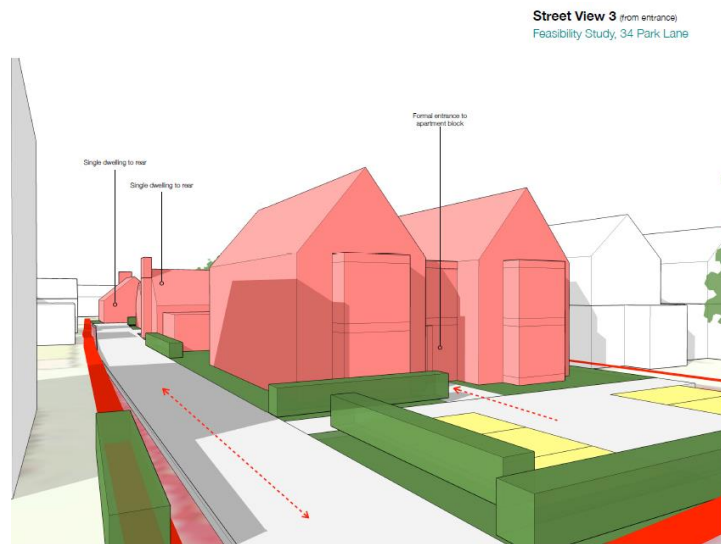 Street View 3 (from entrance)
Feasibility Study, 34 Park Lane
Formal entrance to
apartment block
Single dwelling to rear
Single dwelling to rear